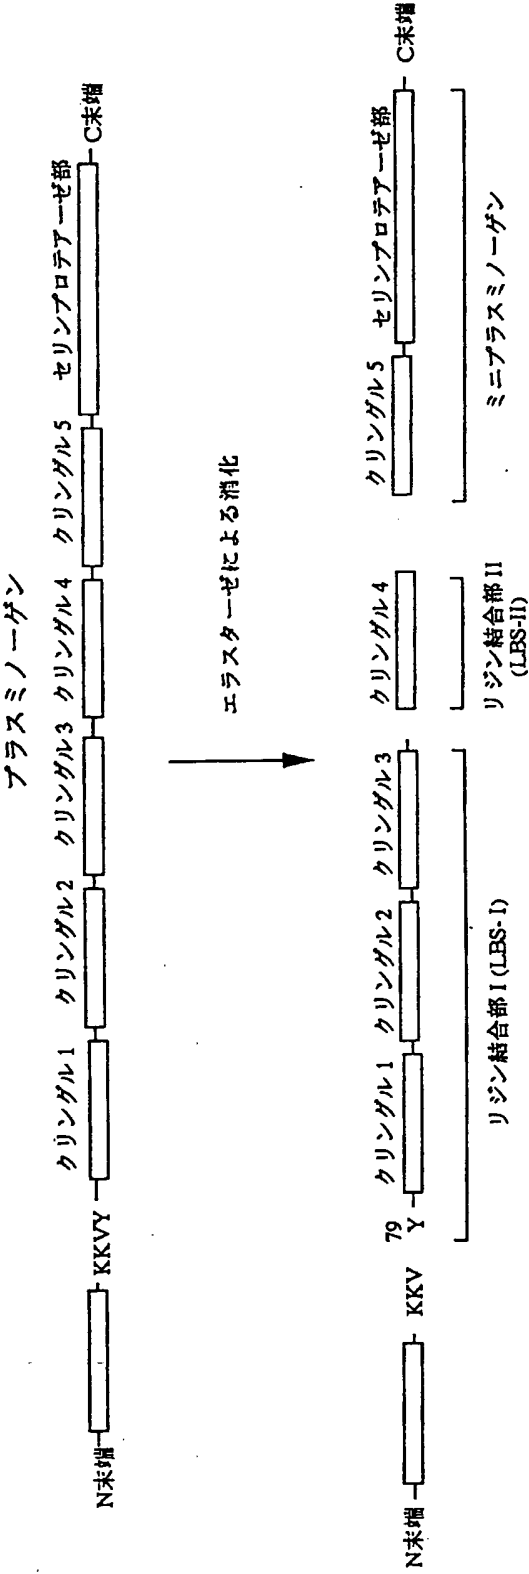 プラスミノーゲン
クリングル1 クリングル2 クリングル3 クリングル4 クリングル5 セリンプロテアーゼ部
N末端 KKVY C末端
エラスターゼによる消化
クリングル1 クリングル2 クリングル3 クリングル4 クリングル5 セリンプロテアーゼ部
79
N末端 KKV Y C末端
リジン結合部I(LBS-I) リジン結合部II ミニプラスミノーゲン
(LBS-II)